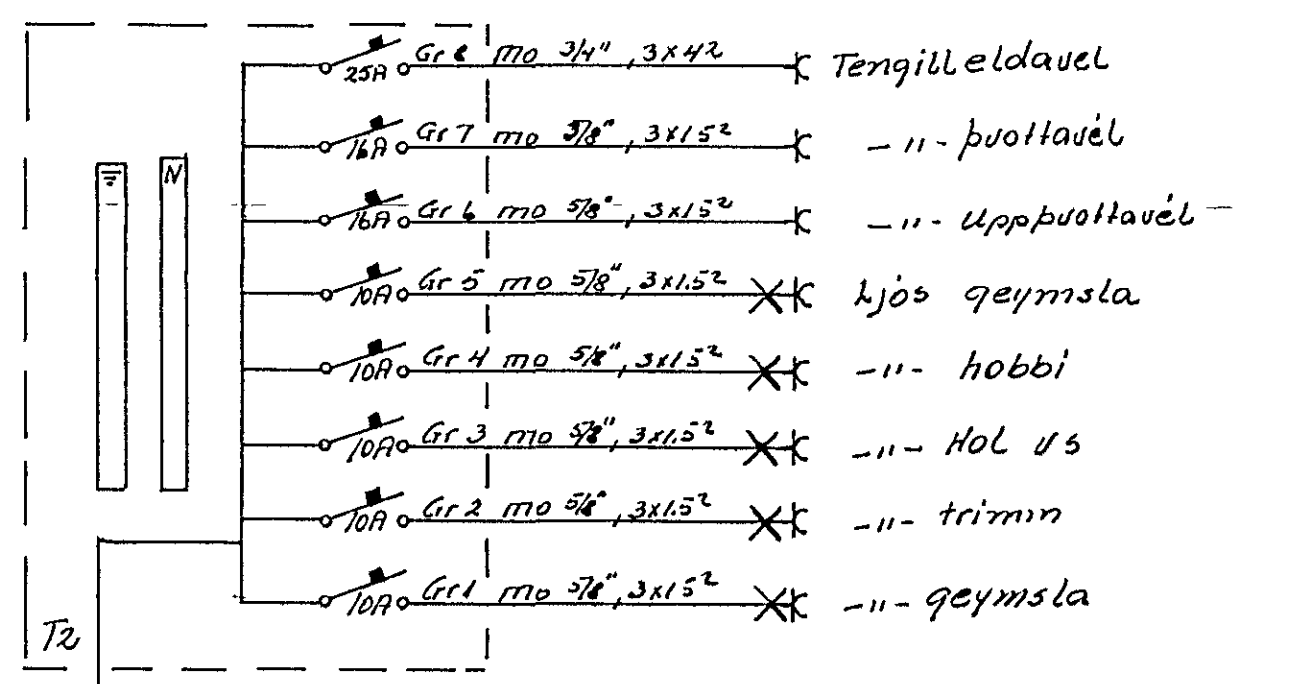 25A Gr 8 mo 3/4", 3x4² Tengill eldavel
16A Gr 7 mo 5/8", 3x1.5² -"- þvottavél
N
16A Gr 6 mo 5/8", 3x1.5² -"- Uppþvottavél
10A Gr 5 mo 5/8", 3x1.5² Ljós geymsla
10A Gr 4 mo 5/8", 3x1.5² -"- hobbi
10A Gr 3 mo 5/8", 3x1.5² -"- Hol us
10A Gr 2 mo 5/8", 3x1.5² -"- trimm
10A Gr 1 mo 5/8", 3x1.5² -"- geymsla
T2